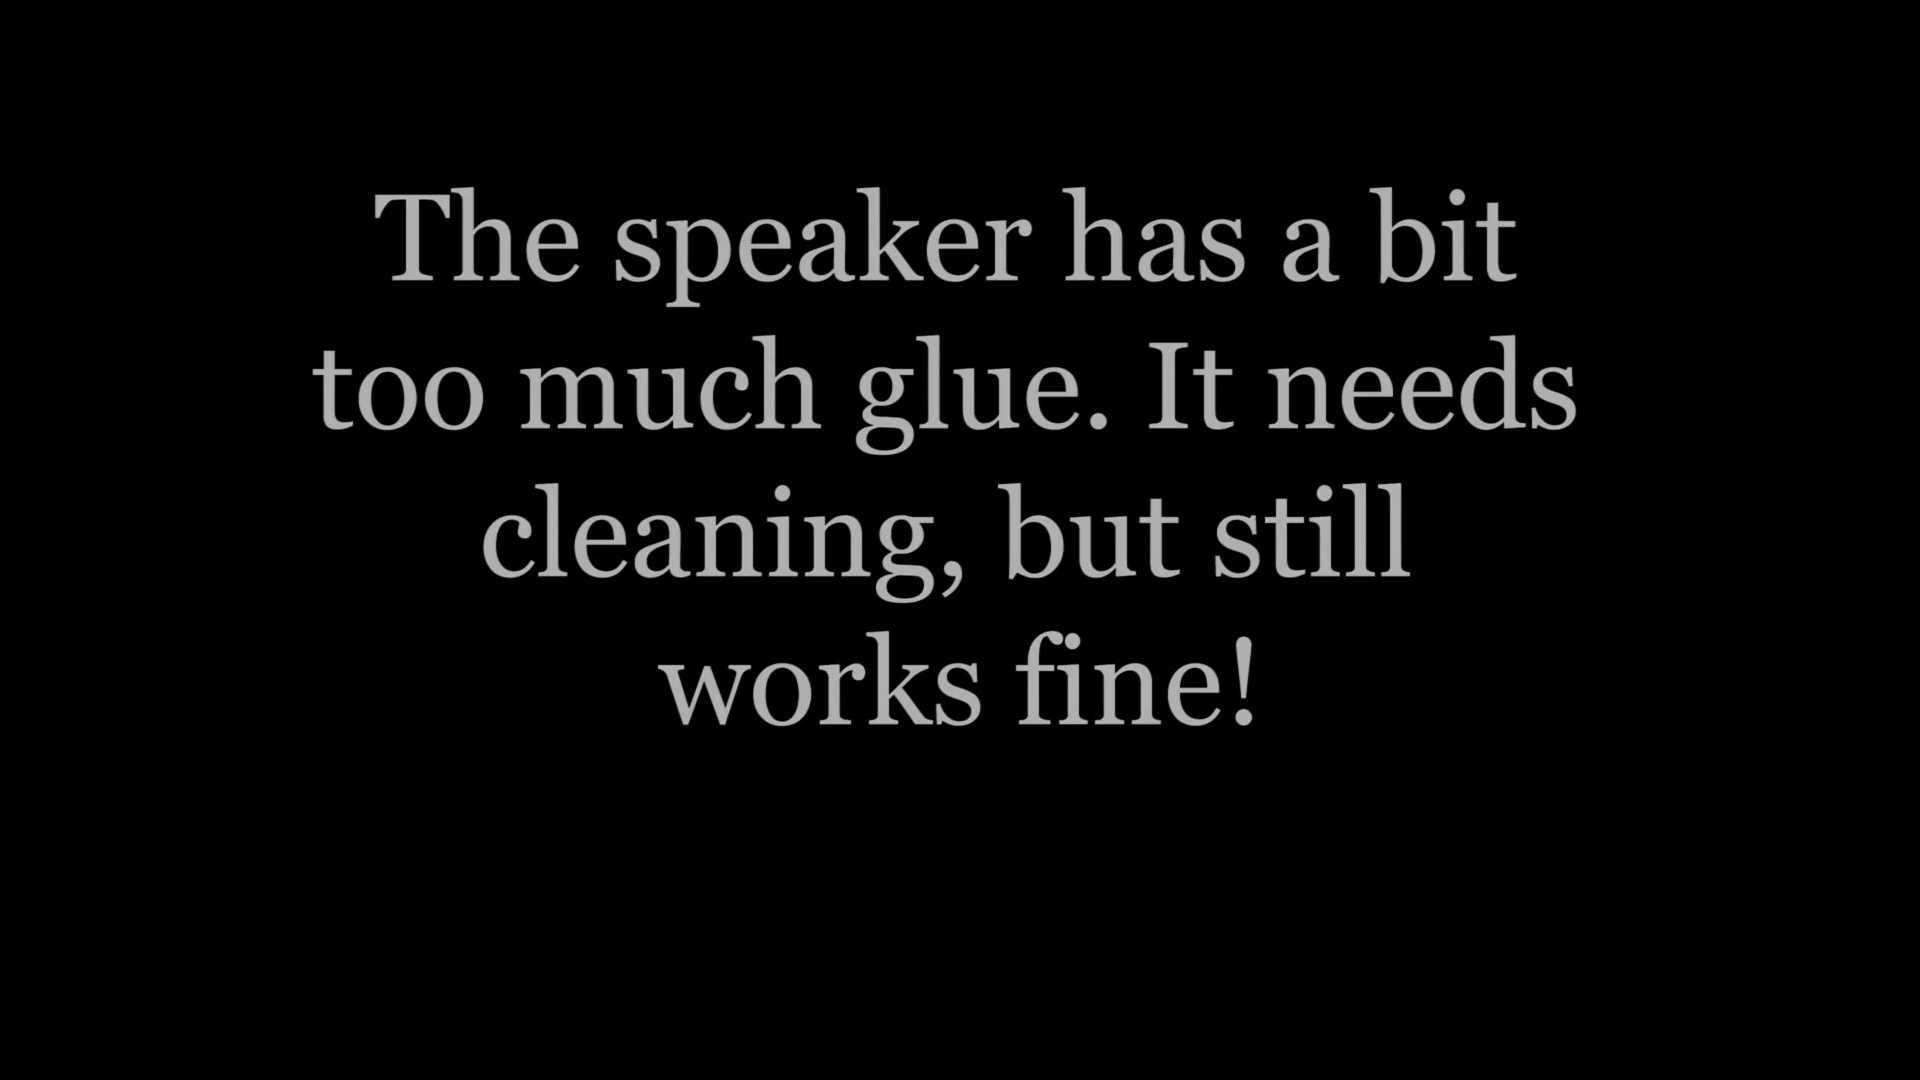 The speaker has a bit
too much glue. It needs
cleaning, but still
works fine!